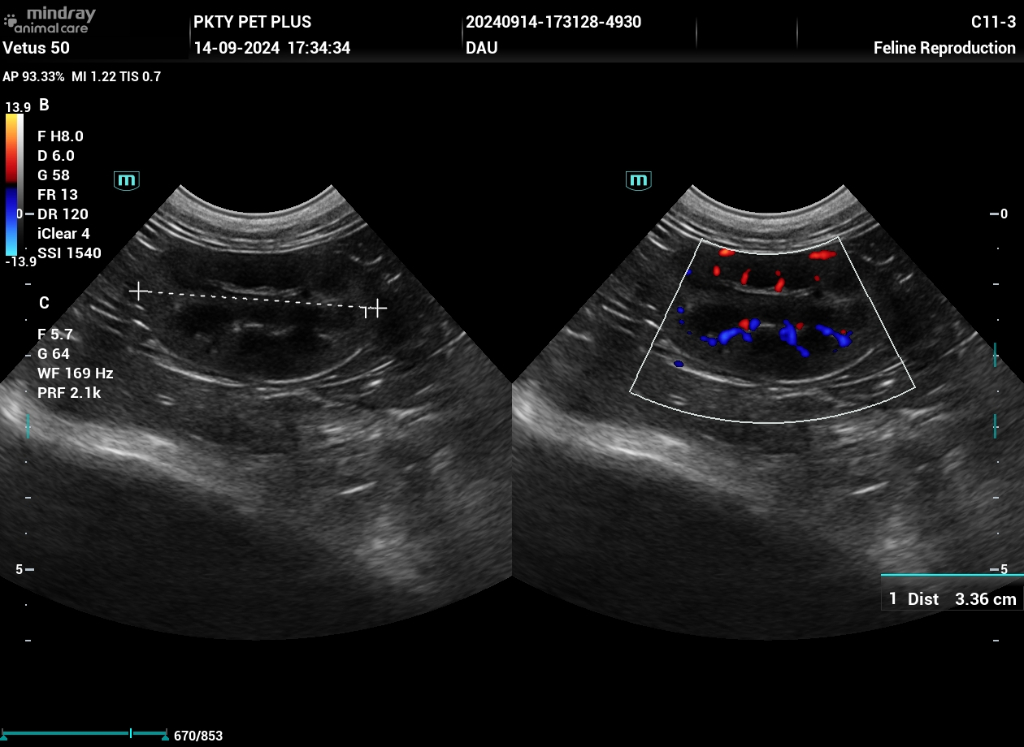 mindray
animalcare
Vetus 50
PKTY PET PLUS
14-09-2024 17:34:34
20240914-173128-4930
DAU
C11-3
Feline Reproduction
AP 93.33% MI 1.22 TIS 0.7
13.9
0
-13.9
B
F H8.0
D 6.0
G 58
FR 13
DR 120
iClear 4
SSI 1540
C
F 5.7
G 64
WF 169 Hz
PRF 2.1k
5
m
m
0
5
1 Dist 3.36 cm
670/853